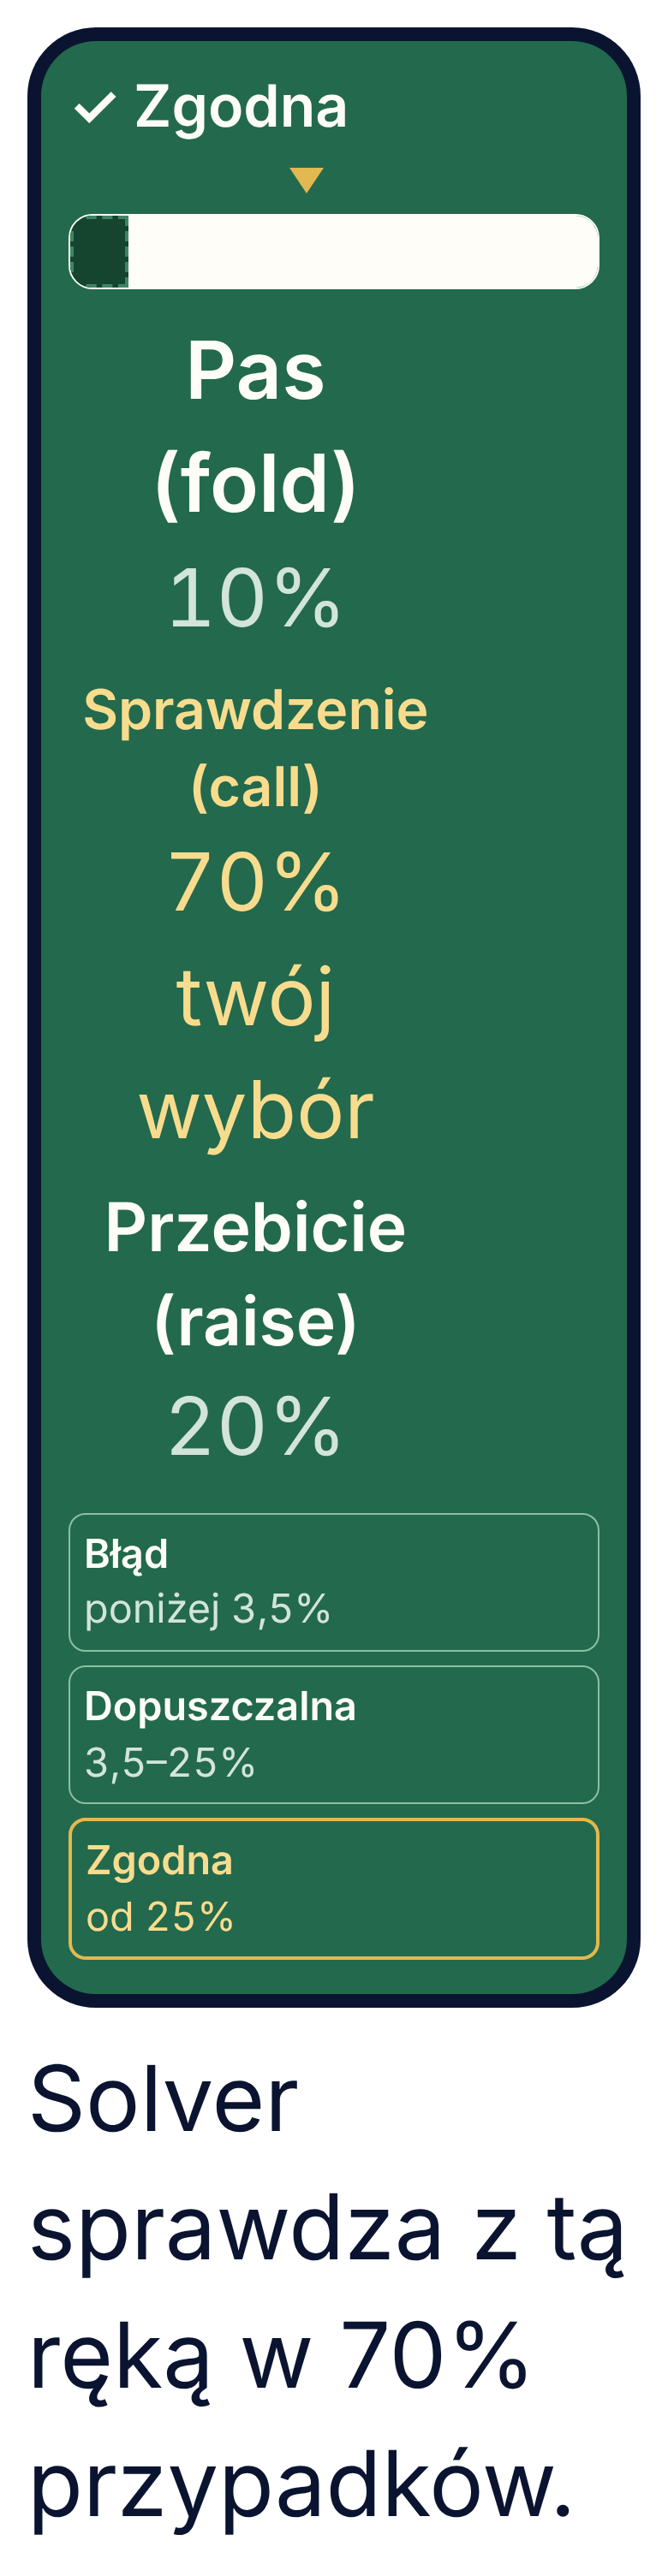 ✓ Zgodna
Pas
(fold)
10%
Sprawdzenie
(call)
70%
twój
wybór
Przebicie
(raise)
20%
Błąd
poniżej 3,5%
Dopuszczalna
3,5–25%
Zgodna
od 25%
Solver
sprawdza z tą
ręką w 70%
przypadków.